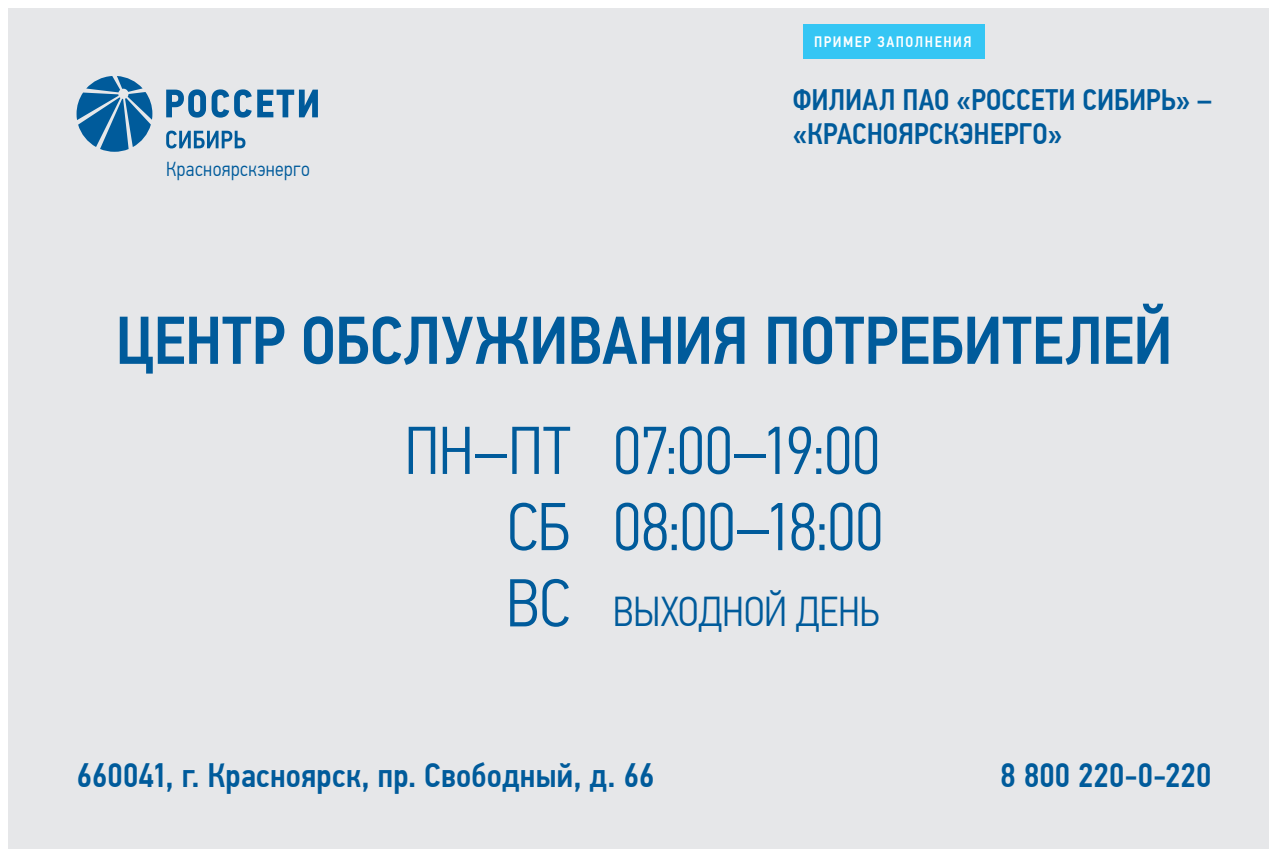 ПРИМЕР ЗАПОЛНЕНИЯ
РОССЕТИ
СИБИРЬ
Красноярскэнерго
ФИЛИАЛ ПАО «РОССЕТИ СИБИРЬ» –
«КРАСНОЯРСКЭНЕРГО»
ЦЕНТР ОБСЛУЖИВАНИЯ ПОТРЕБИТЕЛЕЙ
ПН–ПТ 07:00–19:00
СБ 08:00–18:00
ВС ВЫХОДНОЙ ДЕНЬ
660041, г. Красноярск, пр. Свободный, д. 66
8 800 220-0-220